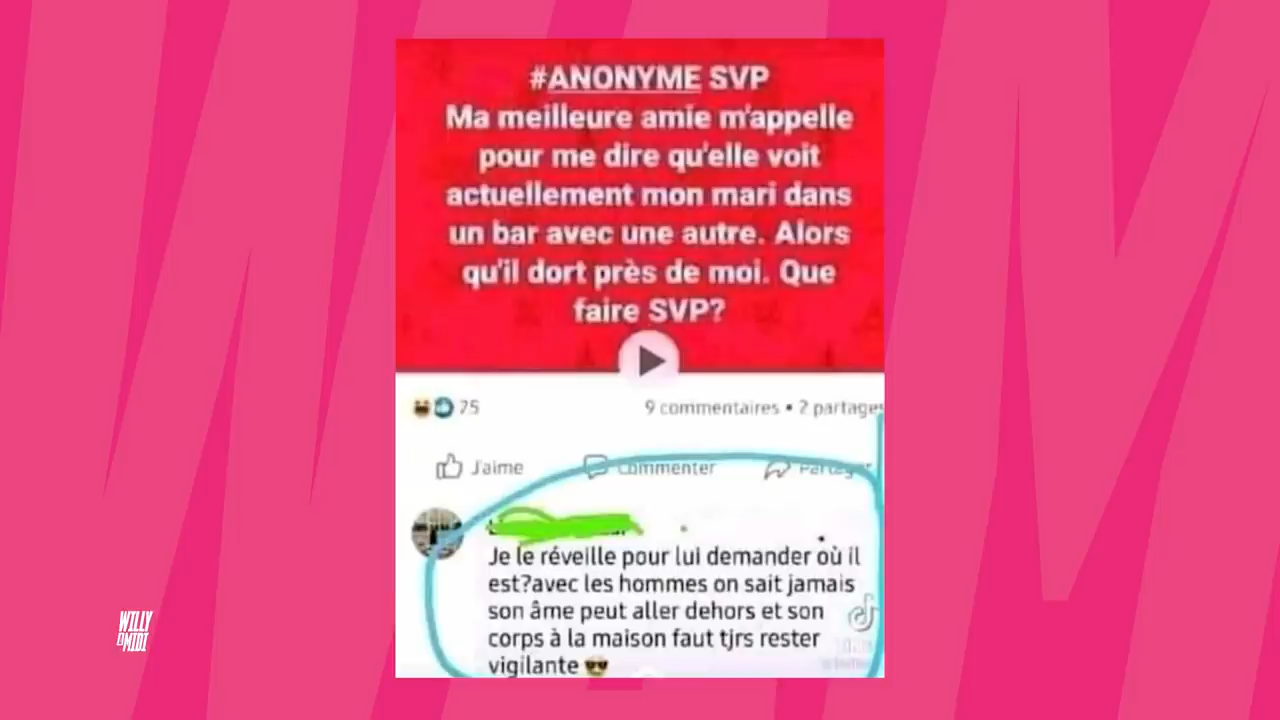 #ANONYME SVP
Ma meilleure amie m'appelle
pour me dire qu'elle voit
actuellement mon mari dans
un bar avec une autre. Alors
qu'il dort près de moi. Que
faire SVP?
75
9 commentaires • 2 partages
J'aime
Commenter
Partager
Je le réveille pour lui demander où il
est?avec les hommes on sait jamais
son âme peut aller dehors et son
corps à la maison faut tjrs rester
vigilante 😎
WILLY
MIDI